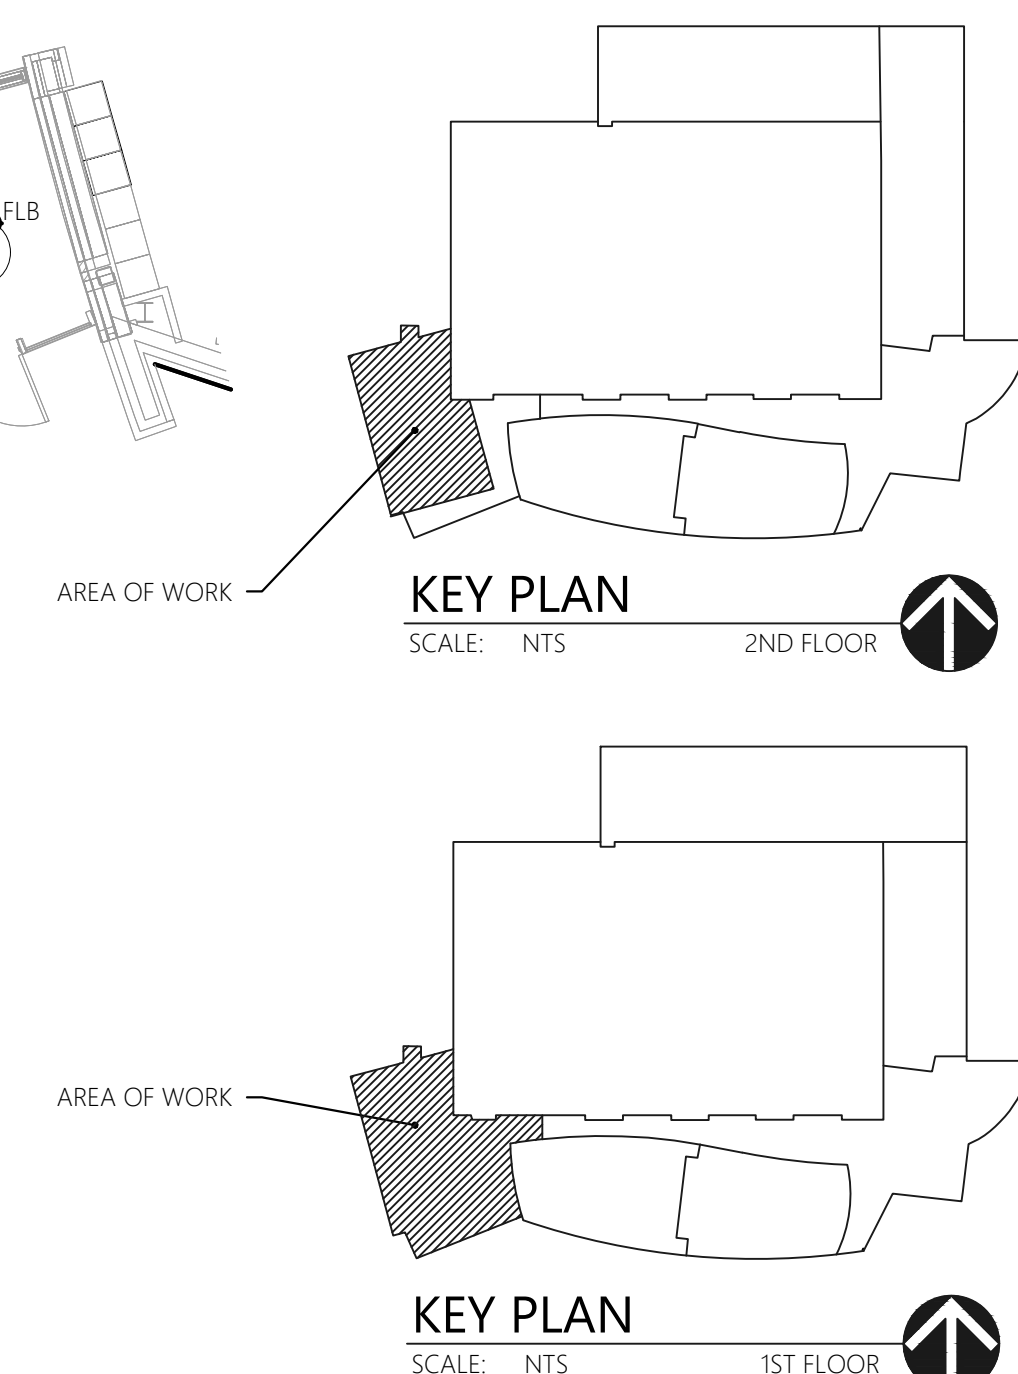 FLB
AREA OF WORK
KEY PLAN
SCALE: NTS 2ND FLOOR
AREA OF WORK
KEY PLAN
SCALE: NTS 1ST FLOOR